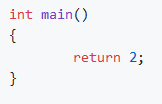 int main()
{
        return 2;
}